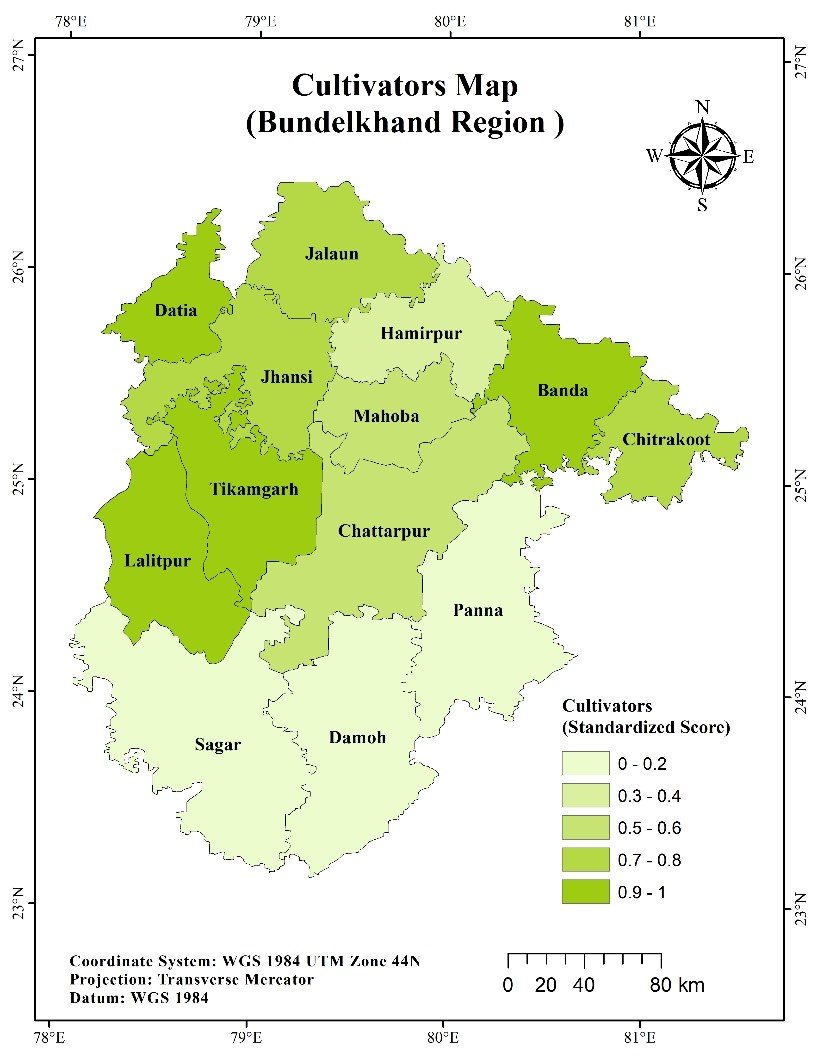 78°E 79°E 80°E 81°E
27°N 27°N
Cultivators Map
(Bundelkhand Region )
N
W E
S
Jalaun
26°N 26°N
Datia
Hamirpur
Jhansi
Banda
Mahoba
Chitrakoot
25°N 25°N
Tikamgarh
Chattarpur
Lalitpur
Panna
24°N 24°N
Cultivators
(Standardized Score)
Damoh
Sagar
0 - 0.2
0.3 - 0.4
0.5 - 0.6
0.7 - 0.8
0.9 - 1
23°N 23°N
Coordinate System: WGS 1984 UTM Zone 44N
Projection: Transverse Mercator
Datum: WGS 1984
0 20 40 80 km
78°E 79°E 80°E 81°E